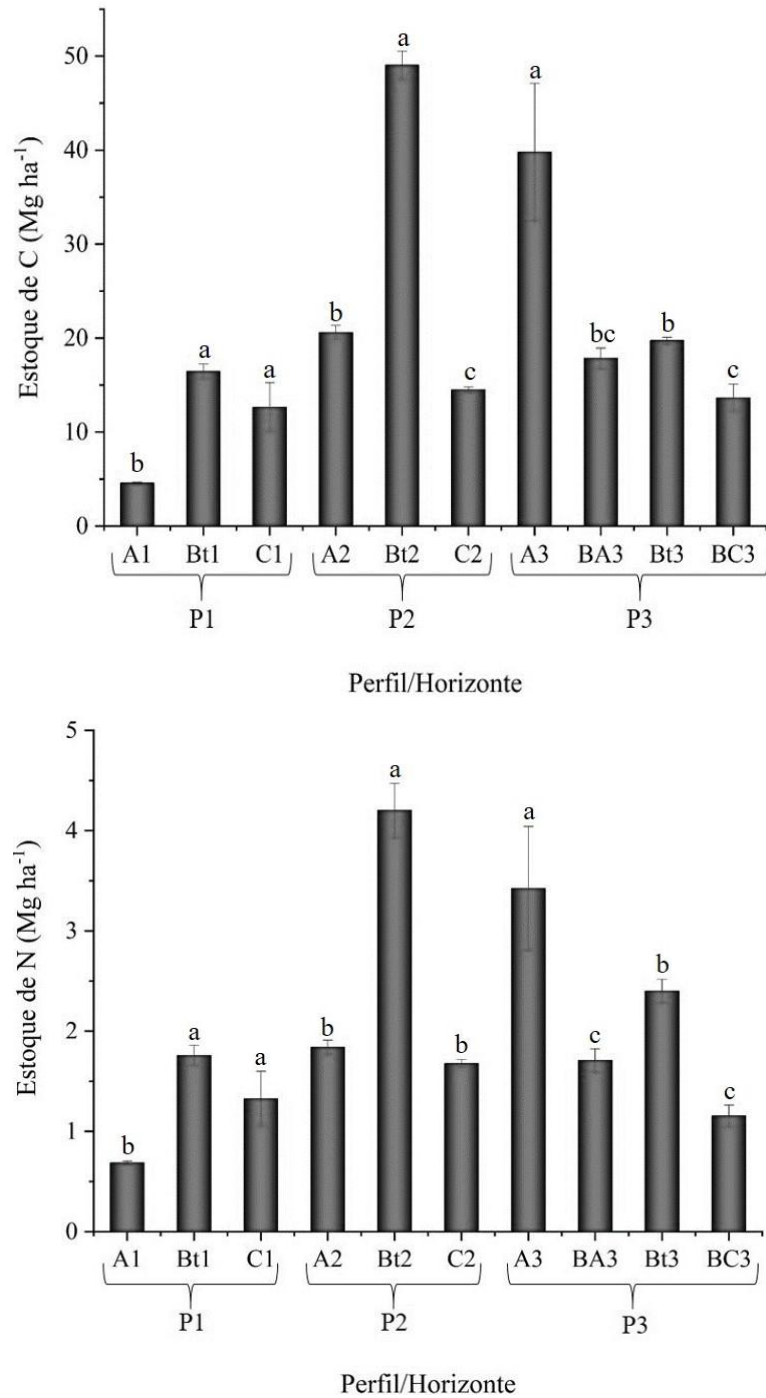 Estoque de C (Mg ha⁻¹)
50
40
30
20
10
0
b
a
a
b
a
c
a
bc
b
c
A1 Bt1 C1 A2 Bt2 C2 A3 BA3 Bt3 BC3
P1 P2 P3
Perfil/Horizonte
Estoque de N (Mg ha⁻¹)
5
4
3
2
1
0
b
a
a
b
a
b
a
c
b
c
A1 Bt1 C1 A2 Bt2 C2 A3 BA3 Bt3 BC3
P1 P2 P3
Perfil/Horizonte